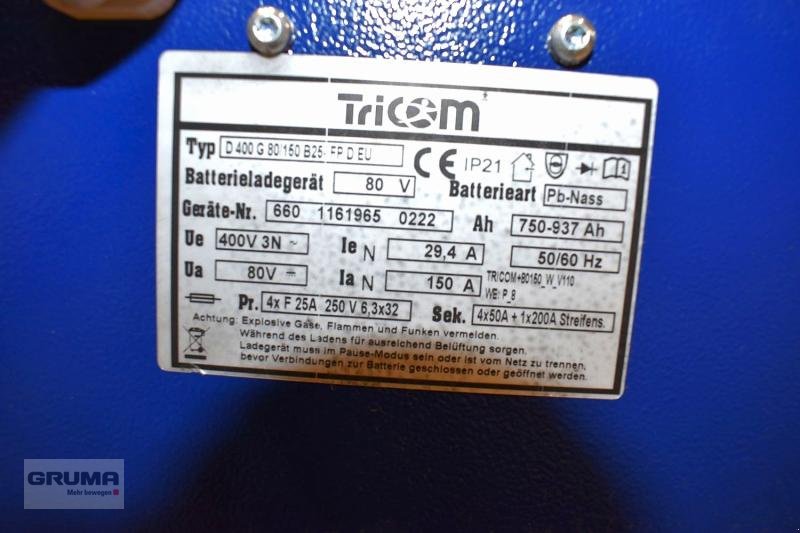 TriCOM
Typ D 400 G 80/150 B25- FP D EU CE IP21
Batterieladegerät 80 V Batterieart Pb-Nass
Geräte-Nr. 660 1161965 0222 Ah 750-937 Ah
Ue 400V 3N ~ Ie N 29,4 A 50/60 Hz
Ua 80V ⎓ Ia N 150 A TRICOM+80150_W_V110
WE: P_8
Pr. 4x F 25A 250 V 6,3x32 Sek. 4x50A + 1x200A Streifens.
Achtung: Explosive Gase, Flammen und Funken vermeiden.
Während des Ladens für ausreichend Belüftung sorgen.
Ladegerät muss im Pause-Modus sein oder ist vom Netz zu trennen,
bevor Verbindungen zur Batterie geschlossen oder geöffnet werden.
GRUMA
Mehr bewegen